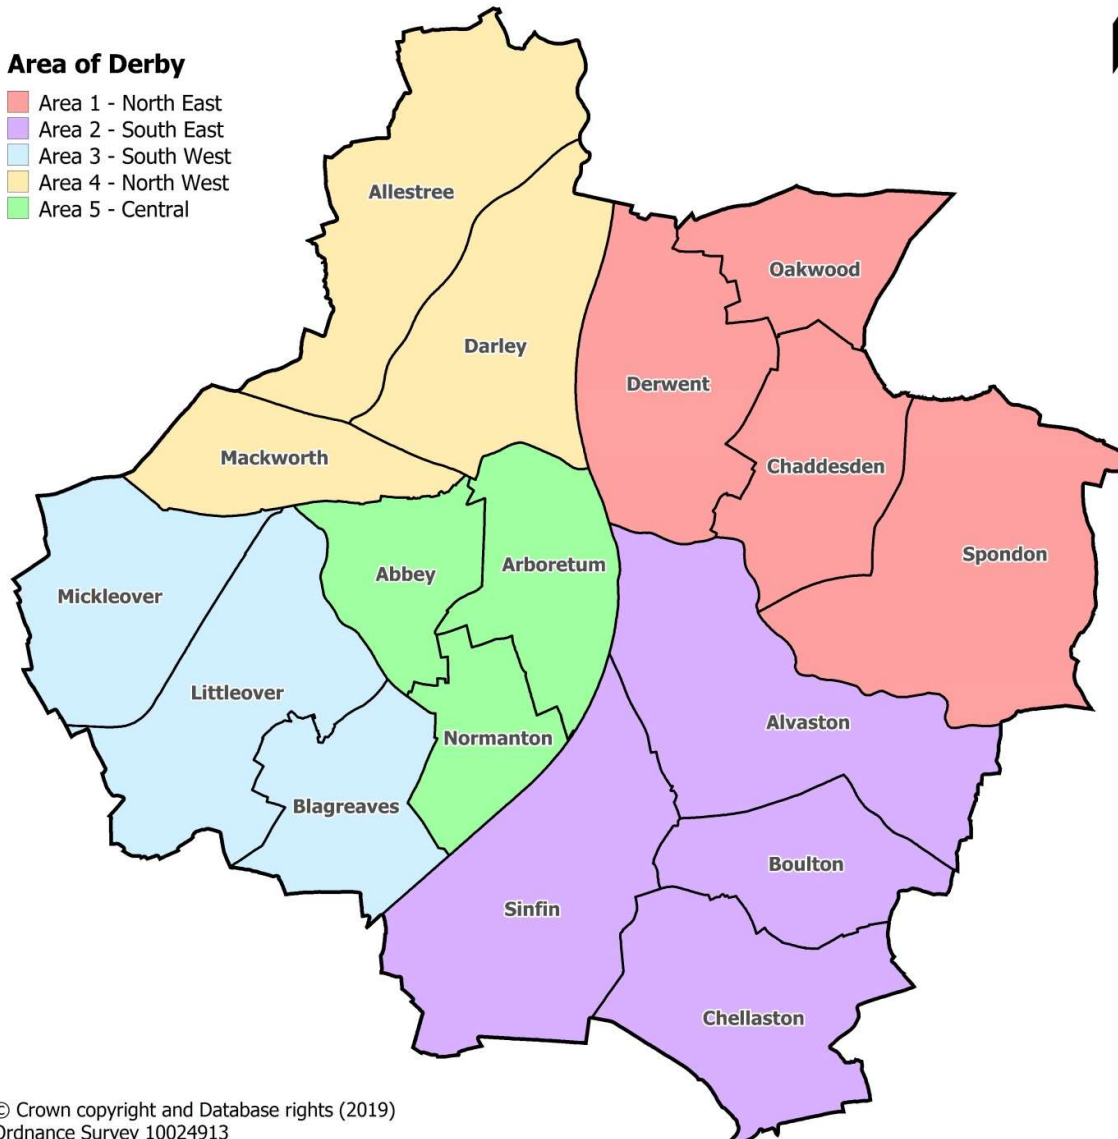 Area of Derby
Area 1 - North East
Area 2 - South East
Area 3 - South West
Area 4 - North West
Area 5 - Central
Allestree
Oakwood
Darley
Derwent
Mackworth
Chaddesden
Spondon
Arboretum
Abbey
Mickleover
Littleover
Alvaston
Normanton
Blagreaves
Boulton
Sinfin
Chellaston
© Crown copyright and Database rights (2019)
Ordnance Survey 10024913